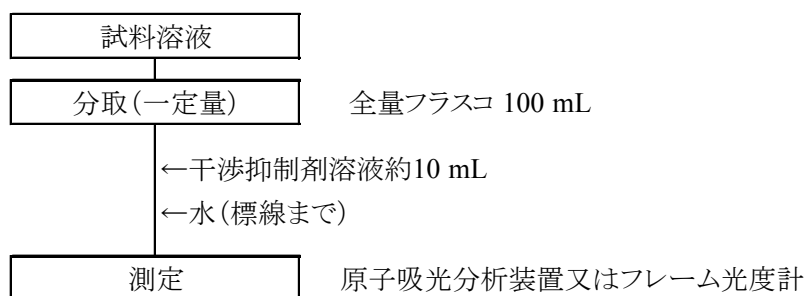 試料溶液
分取(一定量) 全量フラスコ 100 mL
←干渉抑制剤溶液約10 mL
←水(標線まで)
測定 原子吸光分析装置又はフレーム光度計